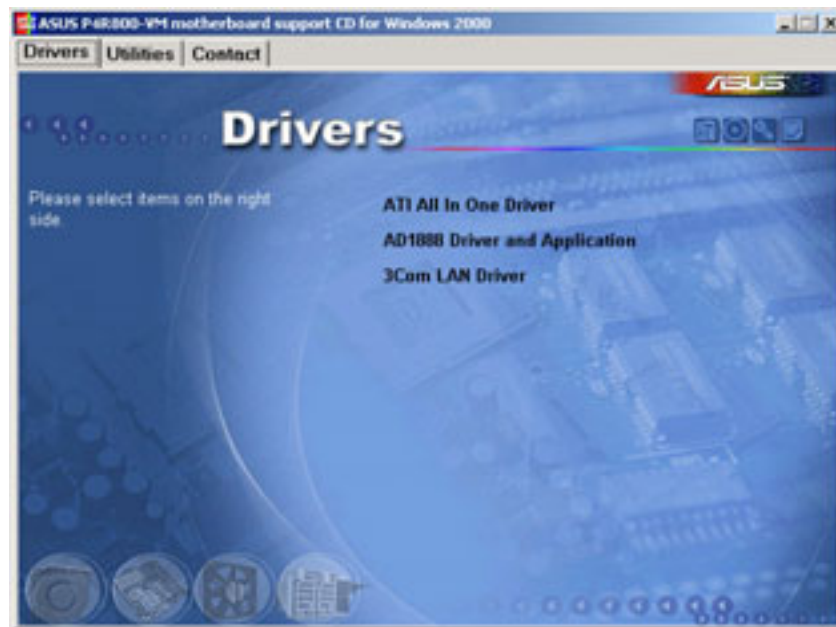 ASUS P4R800-VM motherboard support CD for Windows 2000
Drivers Utilities Contact
ASUS
Drivers
Please select items on the right
side.
ATI All In One Driver
AD1888 Driver and Application
3Com LAN Driver